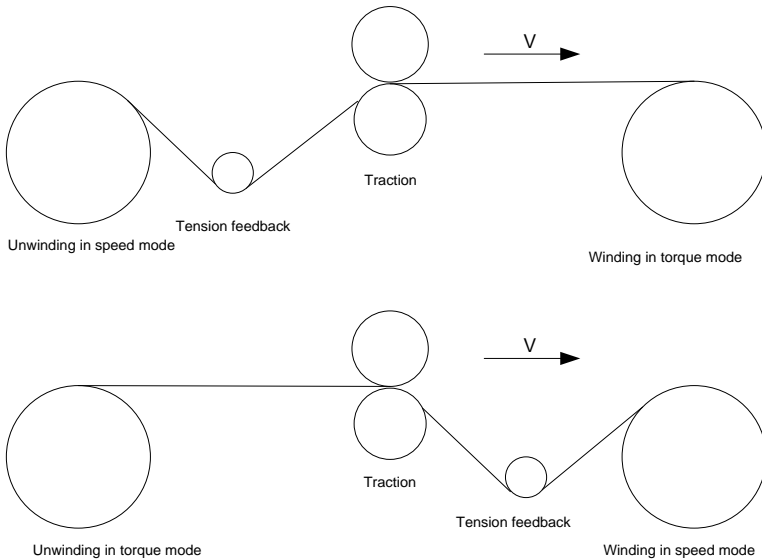 V
Traction
Tension feedback
Unwinding in speed mode
Winding in torque mode
V
Traction
Tension feedback
Unwinding in torque mode
Winding in speed mode